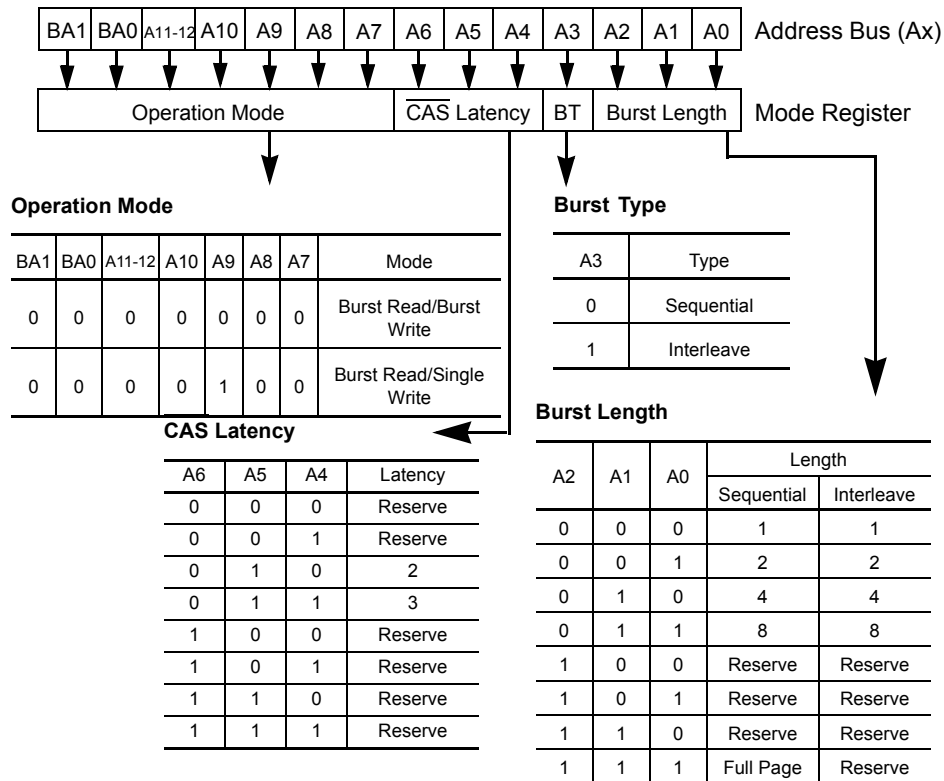 BA1 BA0 A11-12 A10 A9 A8 A7 A6 A5 A4 A3 A2 A1 A0 Address Bus (Ax)
Operation Mode CAS Latency BT Burst Length Mode Register
Operation Mode
BA1 BA0 A11-12 A10 A9 A8 A7 Mode
0 0 0 0 0 0 0 Burst Read/Burst
Write
0 0 0 0 1 0 0 Burst Read/Single
Write
Burst Type
A3 Type
0 Sequential
1 Interleave
CAS Latency
A6 A5 A4 Latency
0 0 0 Reserve
0 0 1 Reserve
0 1 0 2
0 1 1 3
1 0 0 Reserve
1 0 1 Reserve
1 1 0 Reserve
1 1 1 Reserve
Burst Length
A2 A1 A0 Length
Sequential Interleave
0 0 0 1 1
0 0 1 2 2
0 1 0 4 4
0 1 1 8 8
1 0 0 Reserve Reserve
1 0 1 Reserve Reserve
1 1 0 Reserve Reserve
1 1 1 Full Page Reserve